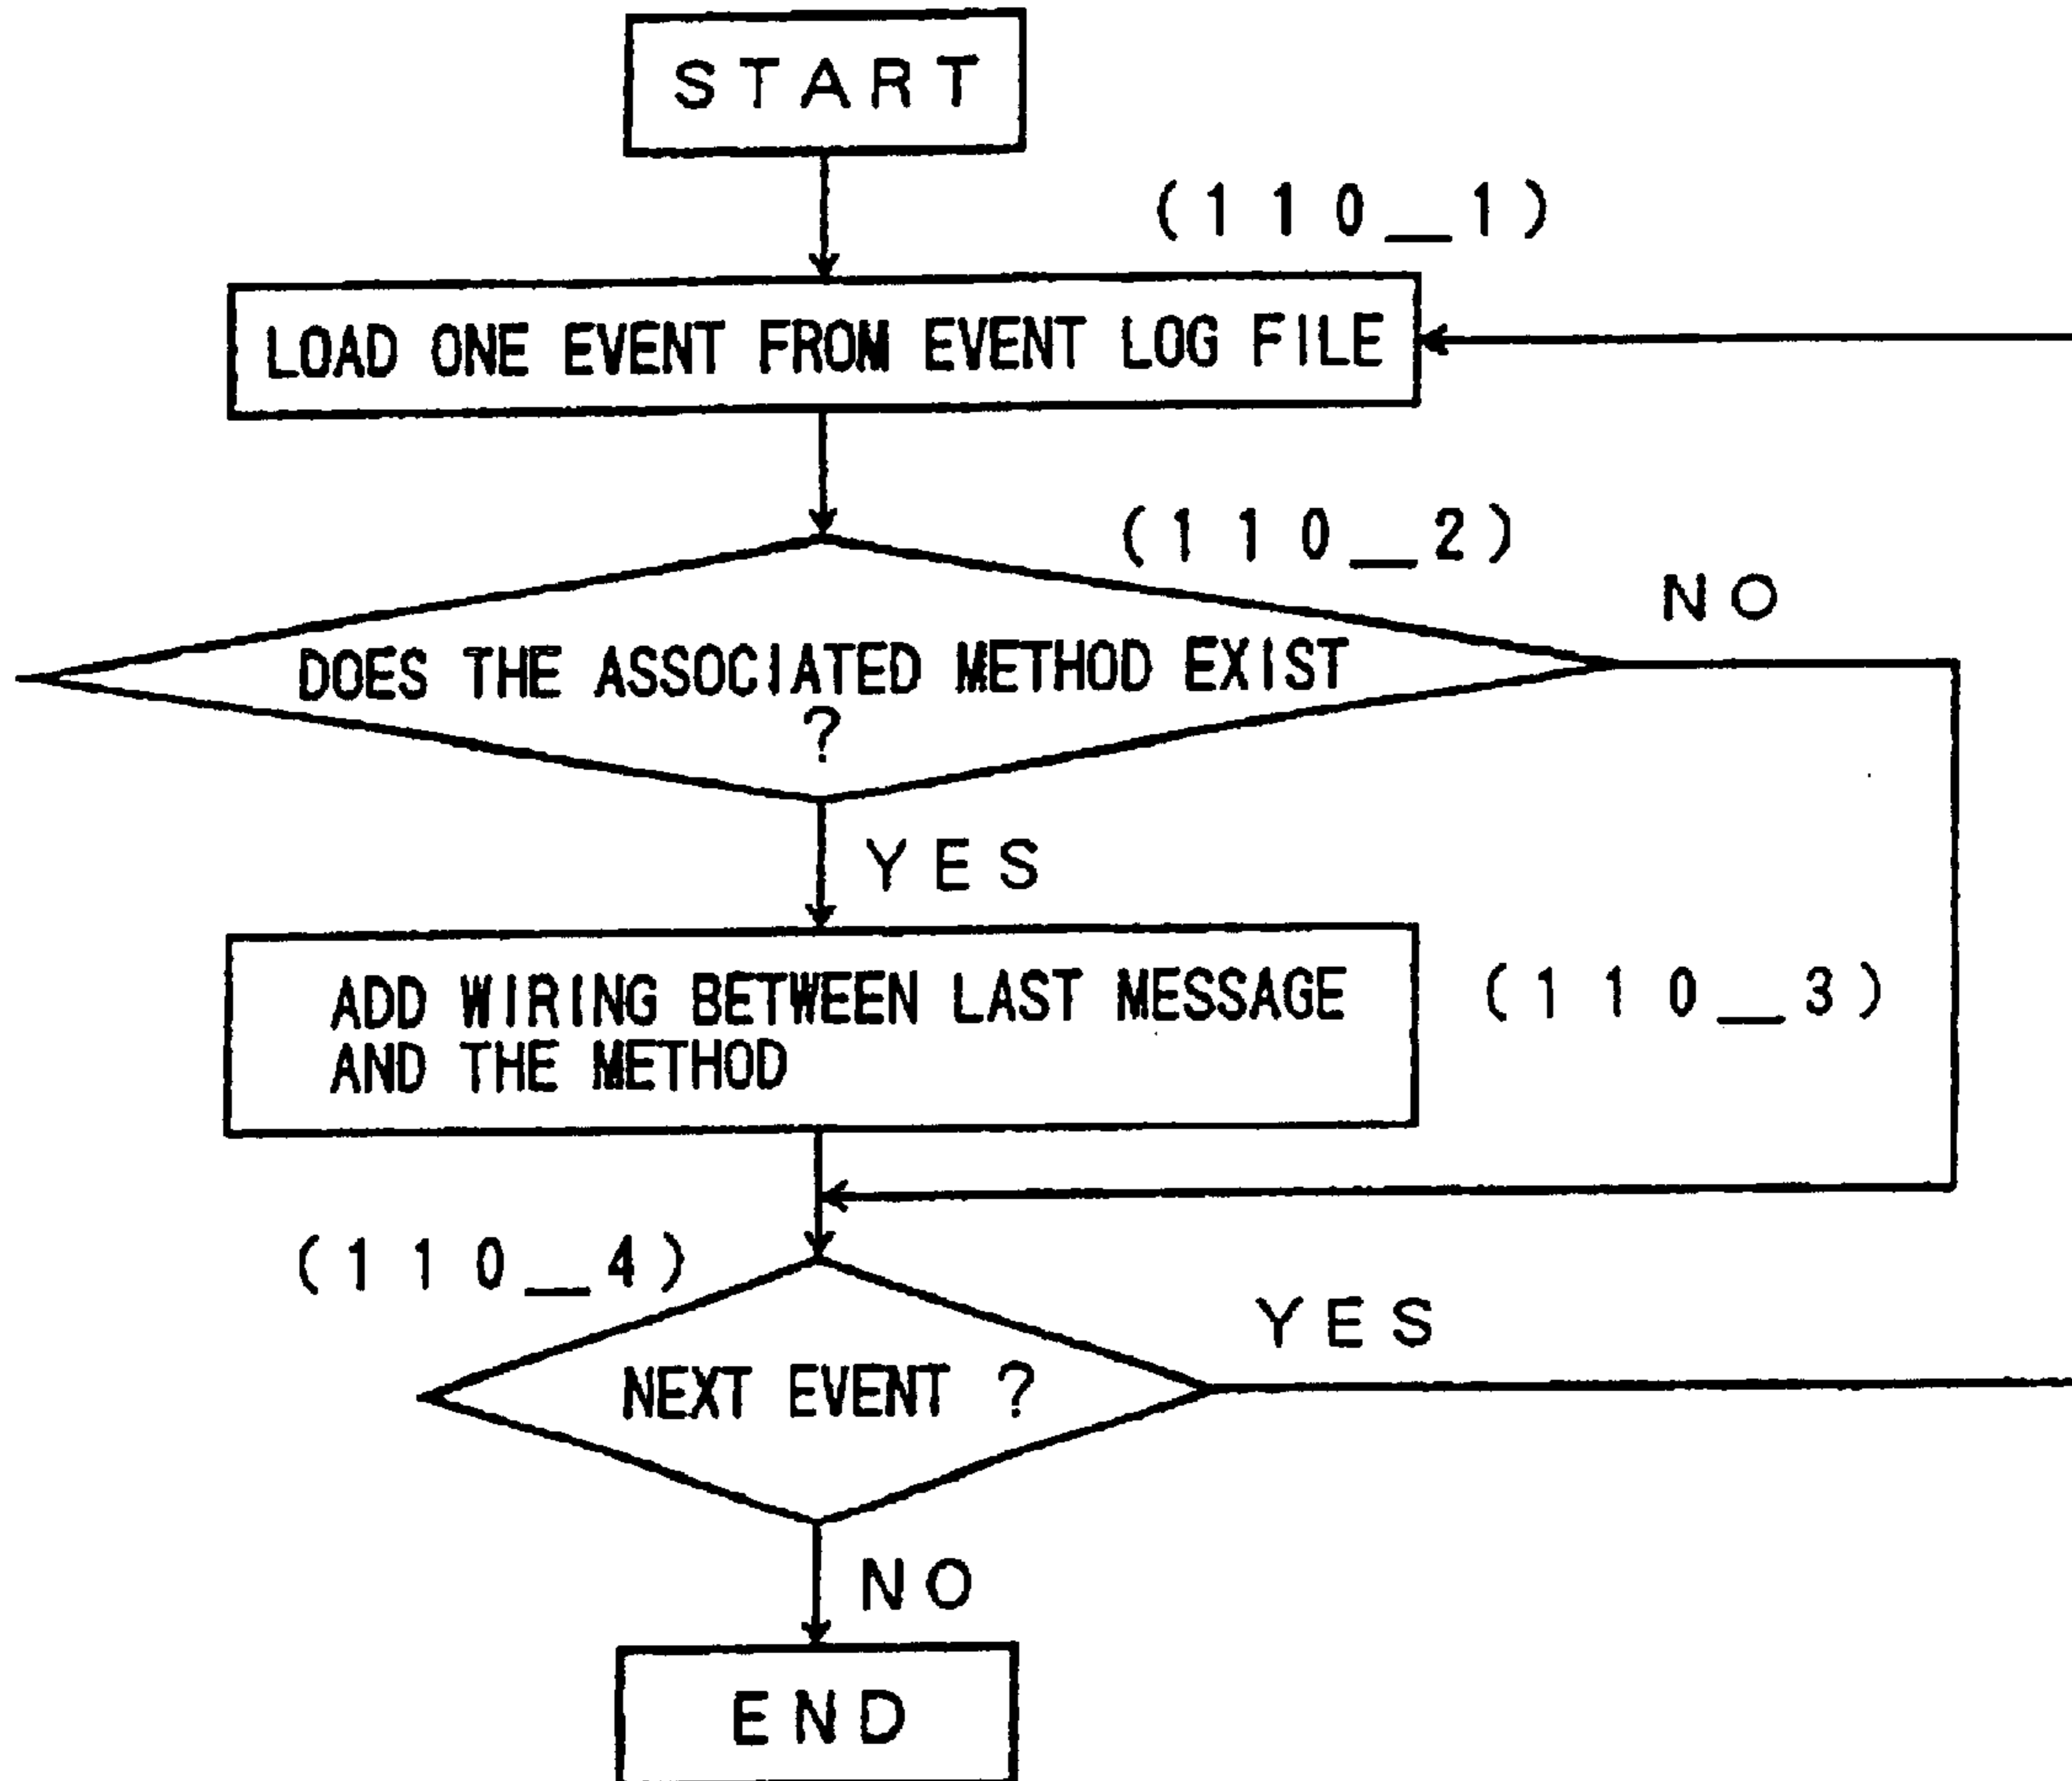 START
(110_1)
LOAD ONE EVENT FROM EVENT LOG FILE
(110_2)
NO
DOES THE ASSOCIATED METHOD EXIST
?
YES
ADD WIRING BETWEEN LAST MESSAGE
AND THE METHOD
(110_3)
(110_4)
YES
NEXT EVENT ?
NO
END